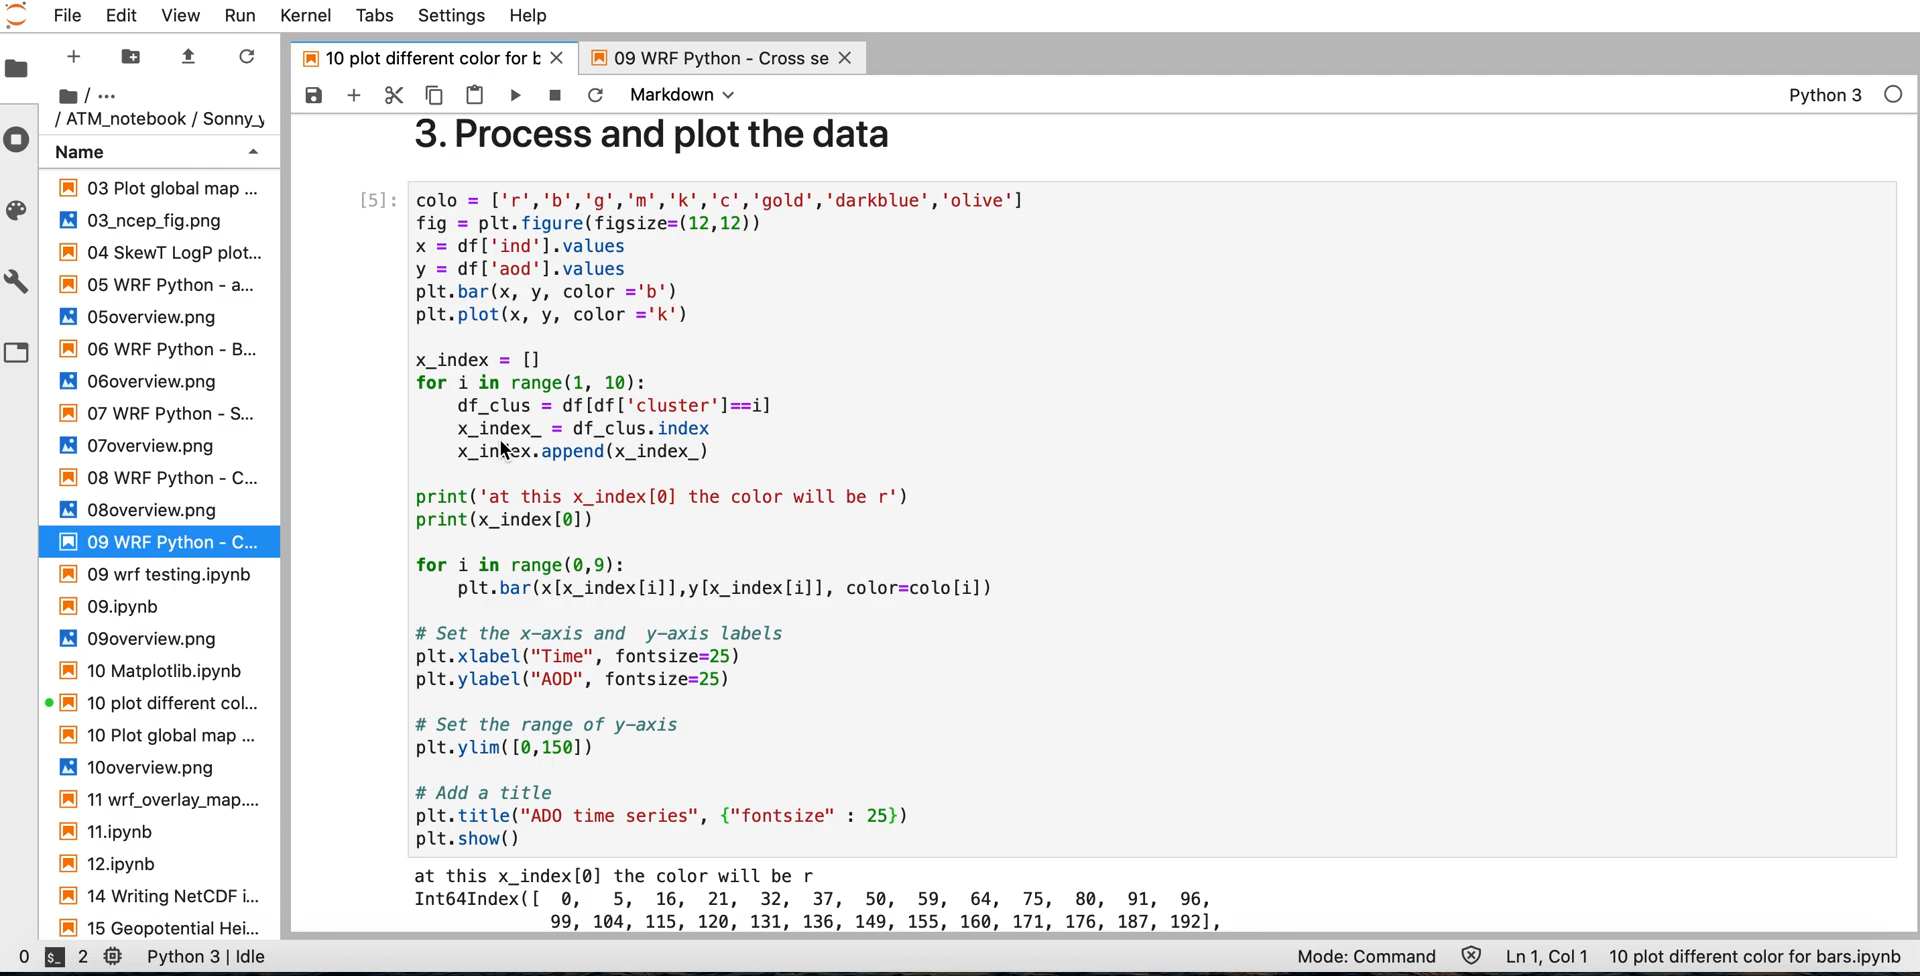 File Edit View Run Kernel Tabs Settings Help
10 plot different color for b
09 WRF Python - Cross se
/ ...
/ ATM_notebook / Sonny_y
Markdown
Python 3
Name
03 Plot global map ...
03_ncep_fig.png
04 SkewT LogP plot...
05 WRF Python - a...
05overview.png
06 WRF Python - B...
06overview.png
07 WRF Python - S...
07overview.png
08 WRF Python - C...
08overview.png
09 WRF Python - C...
09 wrf testing.ipynb
09.ipynb
09overview.png
10 Matplotlib.ipynb
10 plot different col...
10 Plot global map ...
10overview.png
11 wrf_overlay_map....
11.ipynb
12.ipynb
14 Writing NetCDF i...
15 Geopotential Hei...
3. Process and plot the data
[5]:
colo = ['r','b','g','m','k','c','gold','darkblue','olive']
fig = plt.figure(figsize=(12,12))
x = df['ind'].values
y = df['aod'].values
plt.bar(x, y, color ='b')
plt.plot(x, y, color ='k')
x_index = []
for i in range(1, 10):
    df_clus = df[df['cluster']==i]
    x_index_ = df_clus.index
    x_index.append(x_index_)
print('at this x_index[0] the color will be r')
print(x_index[0])
for i in range(0,9):
    plt.bar(x[x_index[i]],y[x_index[i]], color=colo[i])
# Set the x-axis and  y-axis labels
plt.xlabel("Time", fontsize=25)
plt.ylabel("AOD", fontsize=25)
# Set the range of y-axis
plt.ylim([0,150])
# Add a title
plt.title("ADO time series", {"fontsize" : 25})
plt.show()
at this x_index[0] the color will be r
Int64Index([  0,   5,  16,  21,  32,  37,  50,  59,  64,  75,  80,  91,  96,
             99, 104, 115, 120, 131, 136, 149, 155, 160, 171, 176, 187, 192],
0 2 Python 3 | Idle
Mode: Command Ln 1, Col 1 10 plot different color for bars.ipynb